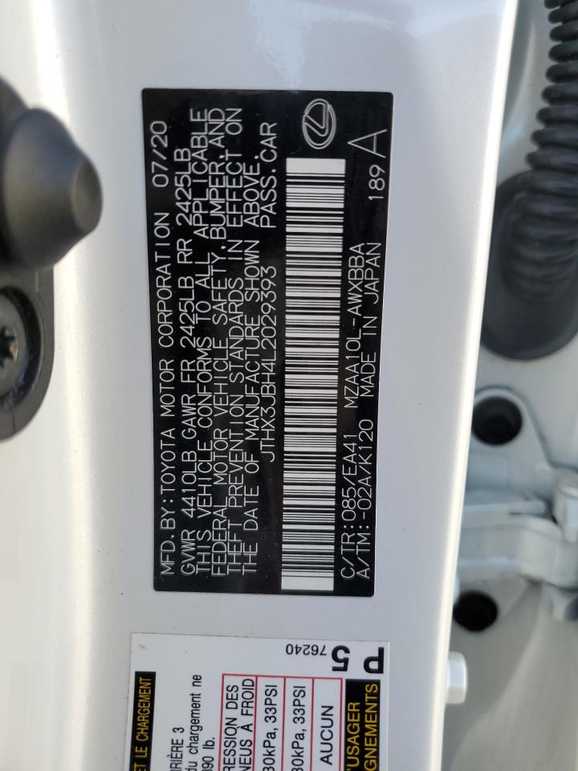 MFD.BY:TOYOTA MOTOR CORPORATION 07/20
GVWR 4410LB GAWR FR 2425LB RR 2425LB
THIS VEHICLE CONFORMS TO ALL APPLICABLE
FEDERAL MOTOR VEHICLE SAFETY, BUMPER, AND
THEFT PREVENTION STANDARDS IN EFFECT ON
THE DATE OF MANUFACTURE SHOWN ABOVE.
JTHX3JBH4L2029393 PASS.CAR
C/TR:085/EA41 MZAA10L-AWXBBA 189A
A/TM:-02A/K120 MADE IN JAPAN
ET LE CHARGEMENT
RIÈRE 3
du chargement ne
90 lb.
RESSION DES
NEUS À FROID
30kPa, 33PSI
30kPa, 33PSI
AUCUN
L'USAGER
GNEMENTS
P 5
76240